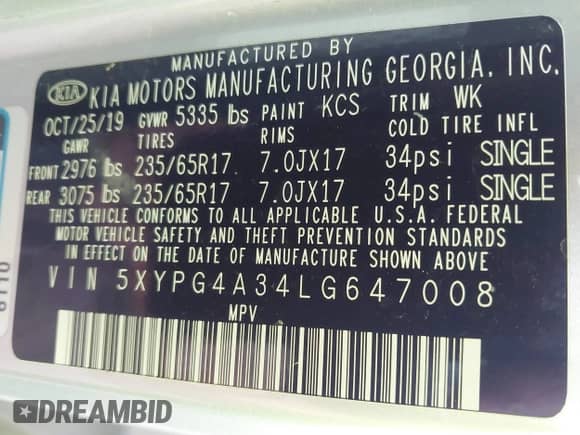 MANUFACTURED BY
KIA KIA MOTORS MANUFACTURING GEORGIA, INC.
OCT/25/19 GVWR 5335 lbs PAINT KCS TRIM WK
GAWR TIRES RIMS COLD TIRE INFL
FRONT 2976 lbs 235/65R17 7.0JX17 34psi SINGLE
REAR 3075 lbs 235/65R17 7.0JX17 34psi SINGLE
THIS VEHICLE CONFORMS TO ALL APPLICABLE U.S.A. FEDERAL
MOTOR VEHICLE SAFETY AND THEFT PREVENTION STANDARDS
IN EFFECT ON THE DATE OF MANUFACTURE SHOWN ABOVE.
VIN 5XYPG4A34LG647008
MPV
DREAMBID